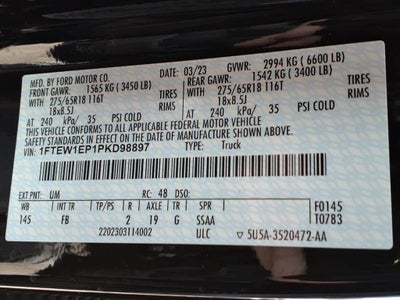 MFD. BY FORD MOTOR CO.
03/23 GVWR: 2994 KG (6600 LB)
FRONT GAWR: 1565 KG (3450 LB) REAR GAWR: 1542 KG (3400 LB)
WITH 275/65R18 116T TIRES WITH 275/65R18 116T TIRES
18x8.5J RIMS 18x8.5J RIMS
AT 240 kPa/ 35 PSI COLD AT 240 kPa/ 35 PSI COLD
THIS VEHICLE CONFORMS TO ALL APPLICABLE FEDERAL MOTOR VEHICLE
SAFETY STANDARDS IN EFFECT ON THE DATE OF MANUFACTURE SHOWN ABOVE.
VIN: 1FTEW1EP1PKD98897 TYPE: Truck
EXT PNT: UM RC: 48 DSO:
WB INT TR TP/PS R AXLE TR SPR F0145
145 FB 2 19 G SSAA T0783
2202303114002 ULC ▽ 5U5A-3520472-AA